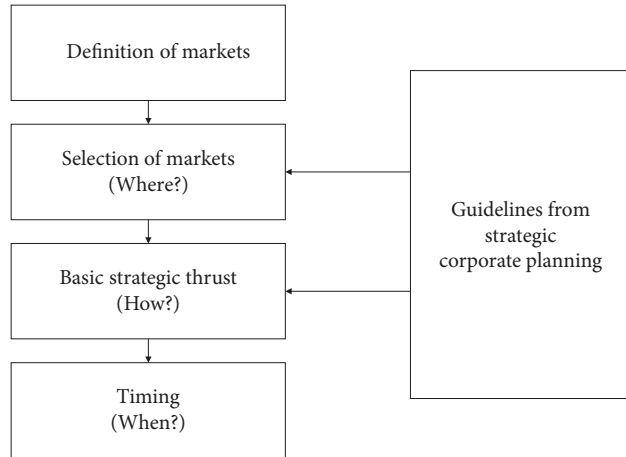 Definition of markets
Selection of markets
(Where?)
Basic strategic thrust
(How?)
Timing
(When?)
Guidelines from
strategic
corporate planning